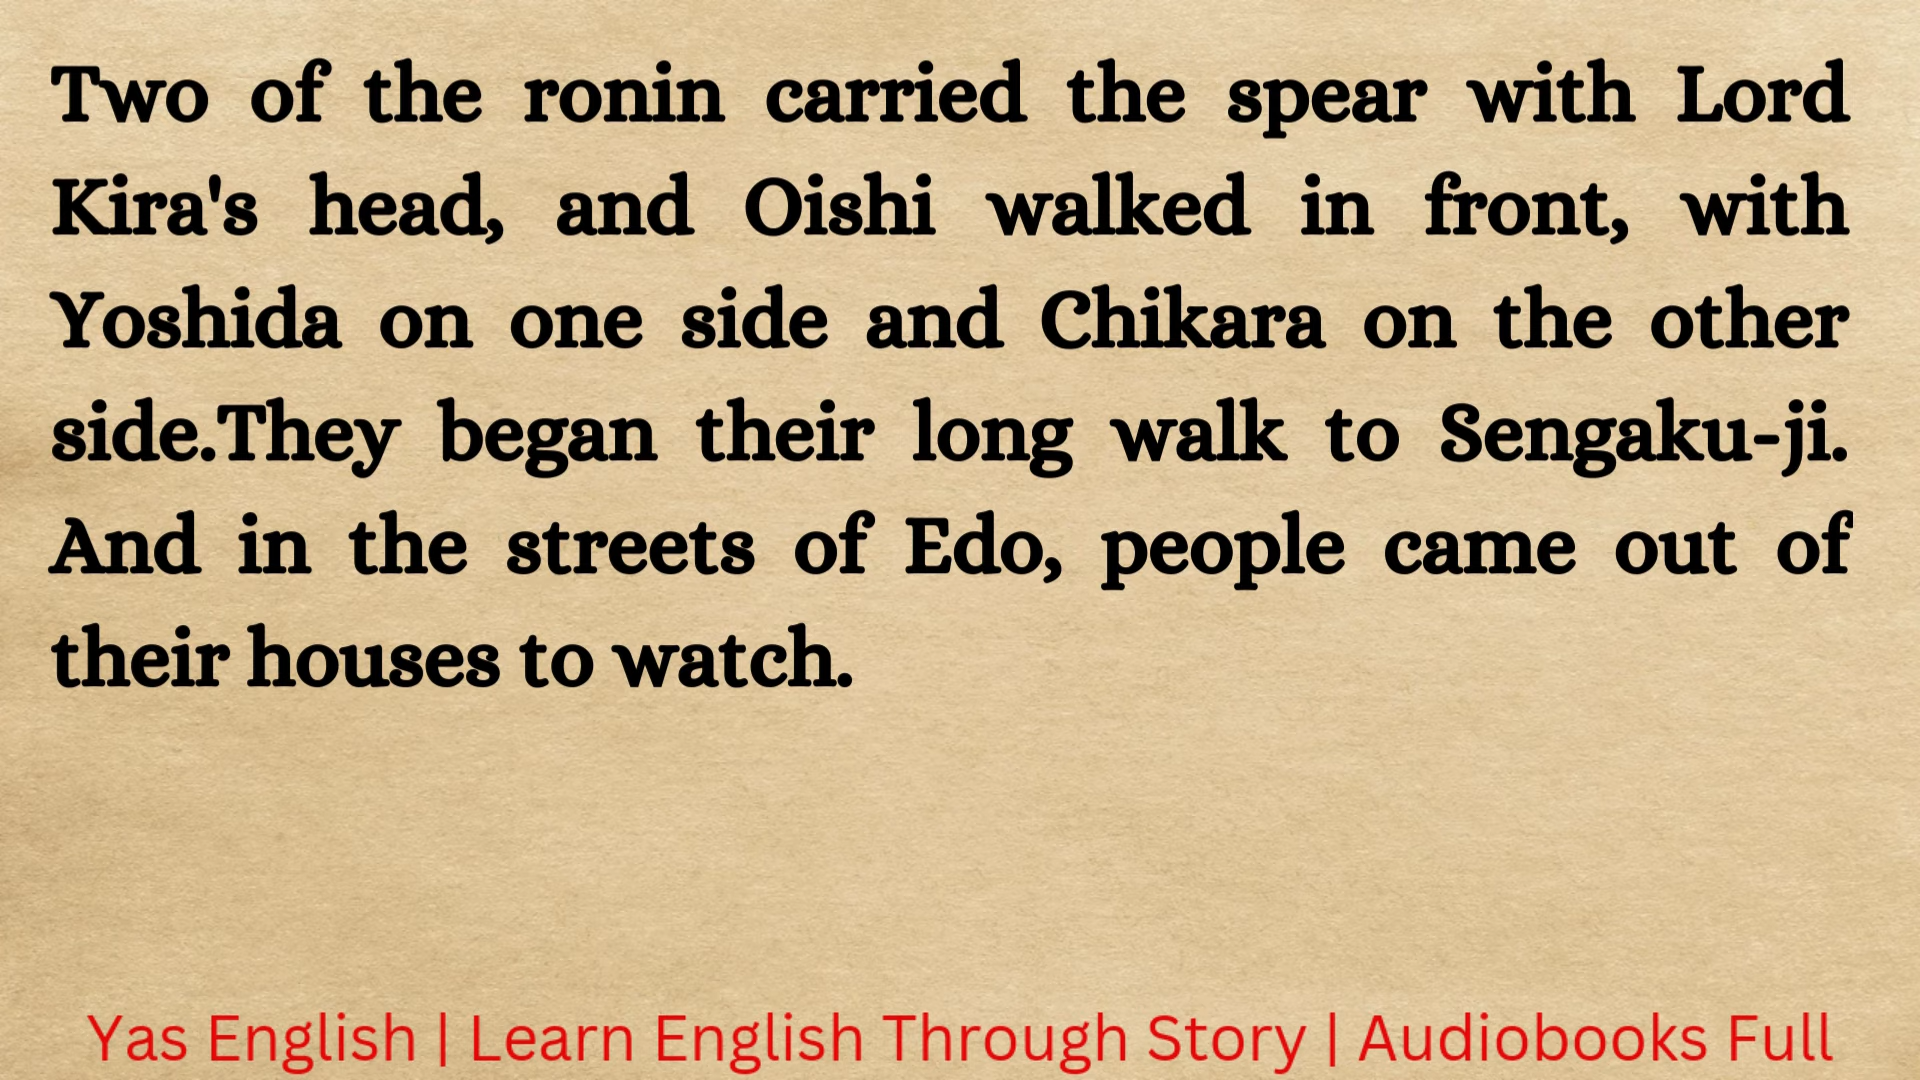 Two of the ronin carried the spear with Lord
Kira's head, and Oishi walked in front, with
Yoshida on one side and Chikara on the other
side.They began their long walk to Sengaku-ji.
And in the streets of Edo, people came out of
their houses to watch.
Yas English | Learn English Through Story | Audiobooks Full